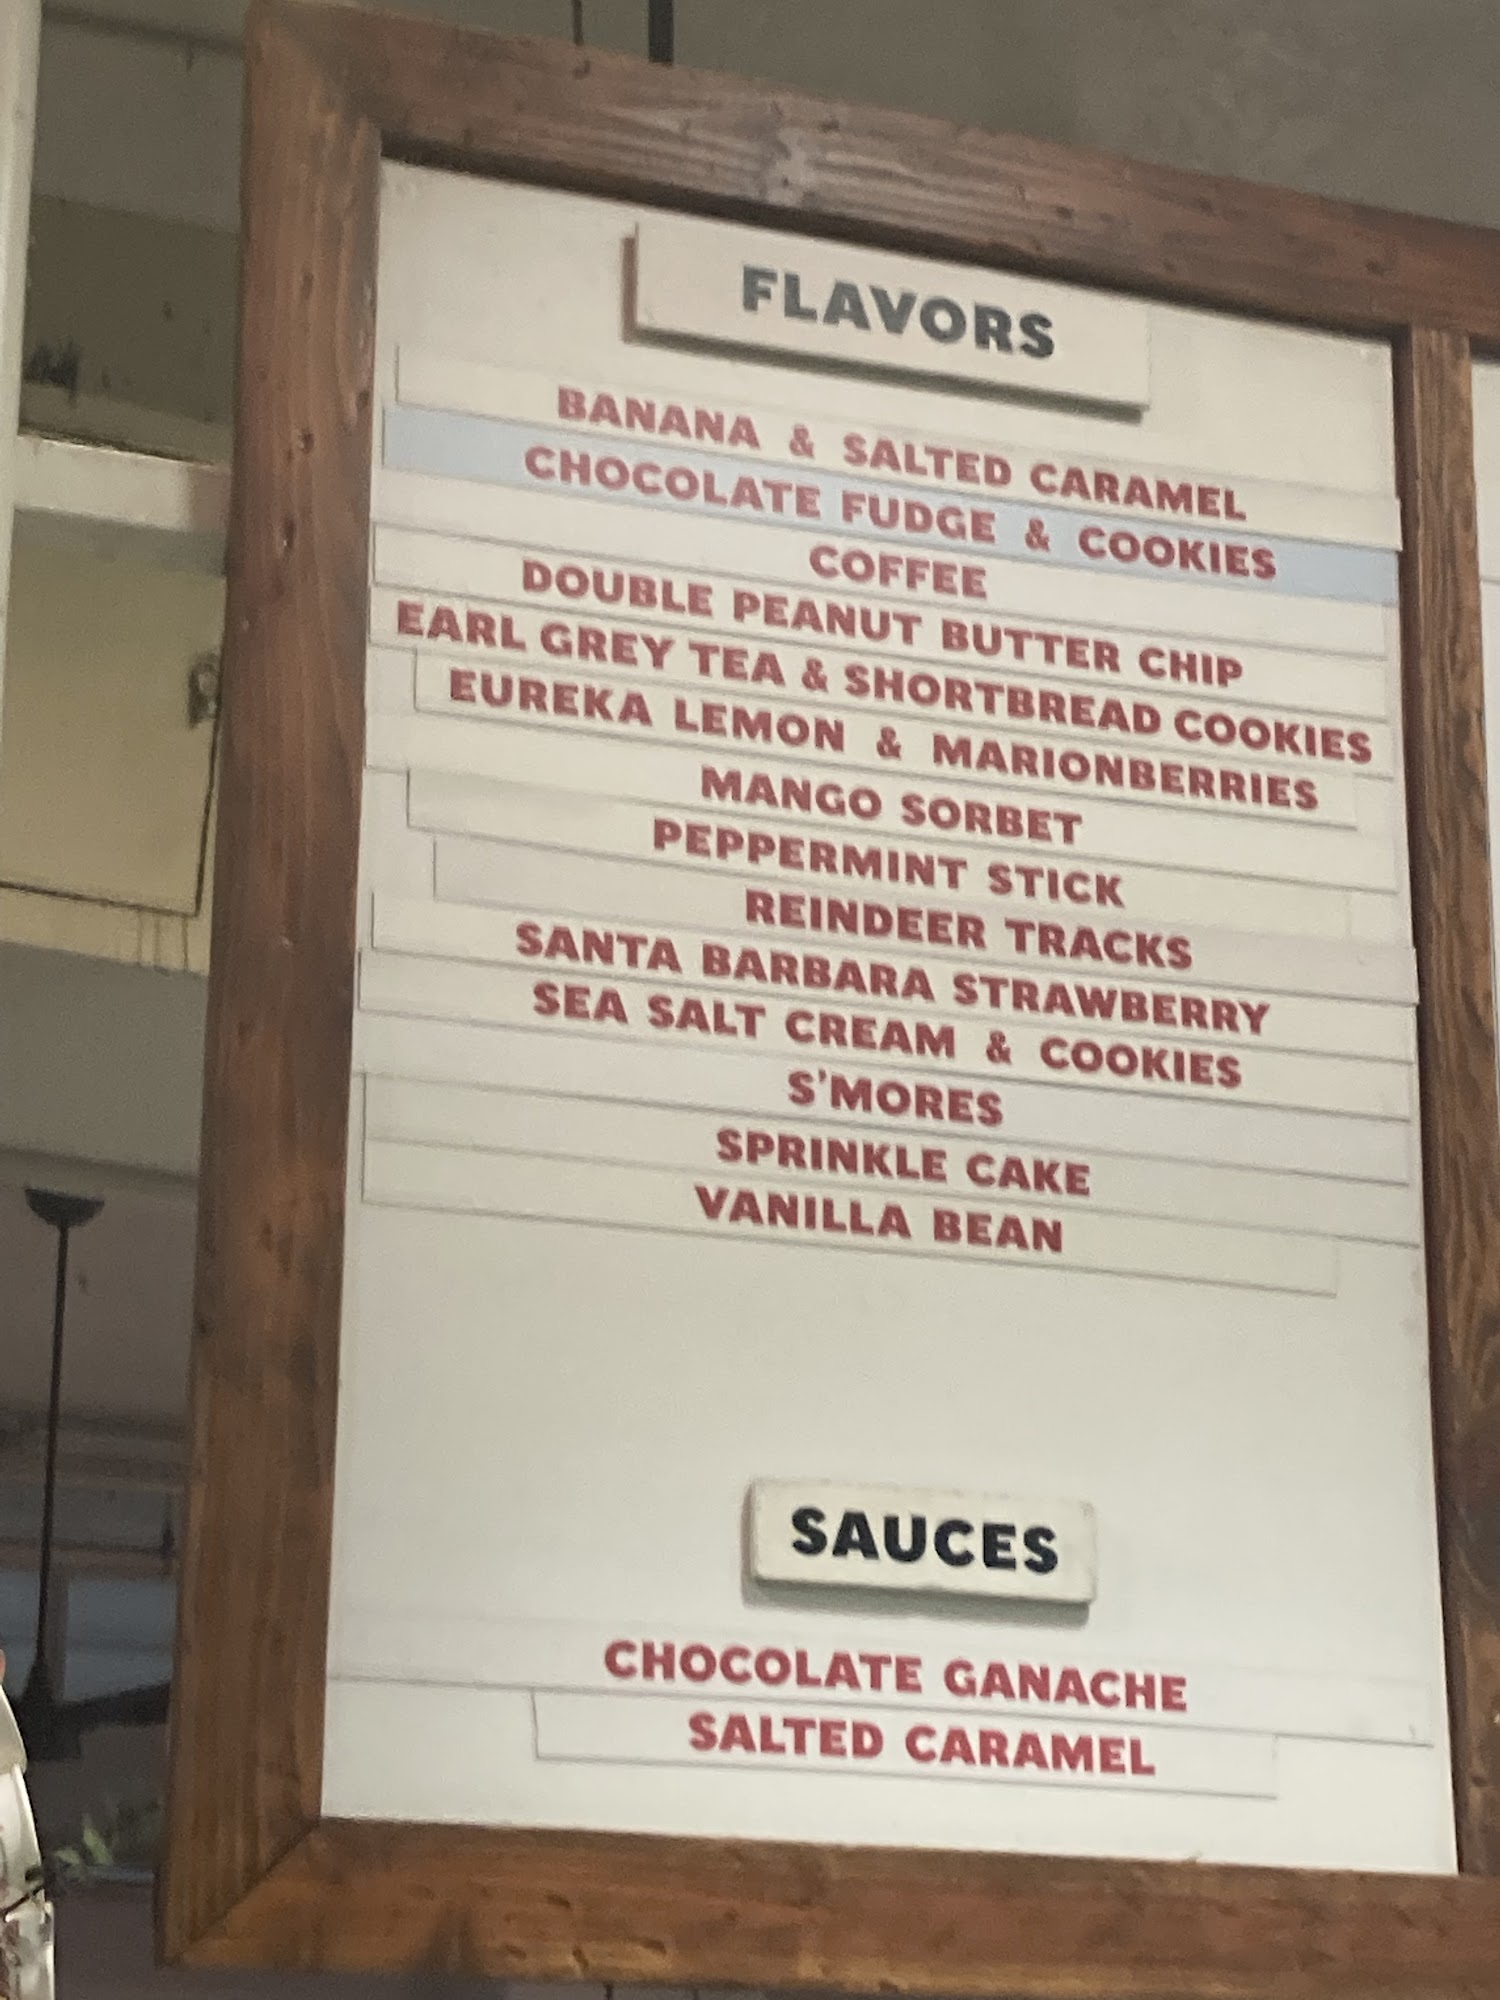 FLAVORS
BANANA & SALTED CARAMEL
CHOCOLATE FUDGE & COOKIES
COFFEE
DOUBLE PEANUT BUTTER CHIP
EARL GREY TEA & SHORTBREAD COOKIES
EUREKA LEMON & MARIONBERRIES
MANGO SORBET
PEPPERMINT STICK
REINDEER TRACKS
SANTA BARBARA STRAWBERRY
SEA SALT CREAM & COOKIES
S'MORES
SPRINKLE CAKE
VANILLA BEAN
SAUCES
CHOCOLATE GANACHE
SALTED CARAMEL